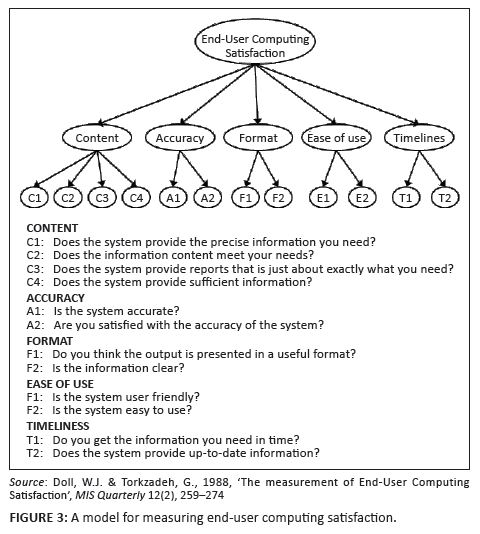 End-User Computing
Satisfaction
Content Accuracy Format Ease of use Timelines
C1 C2 C3 C4 A1 A2 F1 F2 E1 E2 T1 T2
CONTENT
C1: Does the system provide the precise information you need?
C2: Does the information content meet your needs?
C3: Does the system provide reports that is just about exactly what you need?
C4: Does the system provide sufficient information?
ACCURACY
A1: Is the system accurate?
A2: Are you satisfied with the accuracy of the system?
FORMAT
F1: Do you think the output is presented in a useful format?
F2: Is the information clear?
EASE OF USE
F1: Is the system user friendly?
F2: Is the system easy to use?
TIMELINESS
T1: Do you get the information you need in time?
T2: Does the system provide up-to-date information?
Source: Doll, W.J. & Torkzadeh, G., 1988, ‘The measurement of End-User Computing
Satisfaction’, MIS Quarterly 12(2), 259–274
FIGURE 3: A model for measuring end-user computing satisfaction.